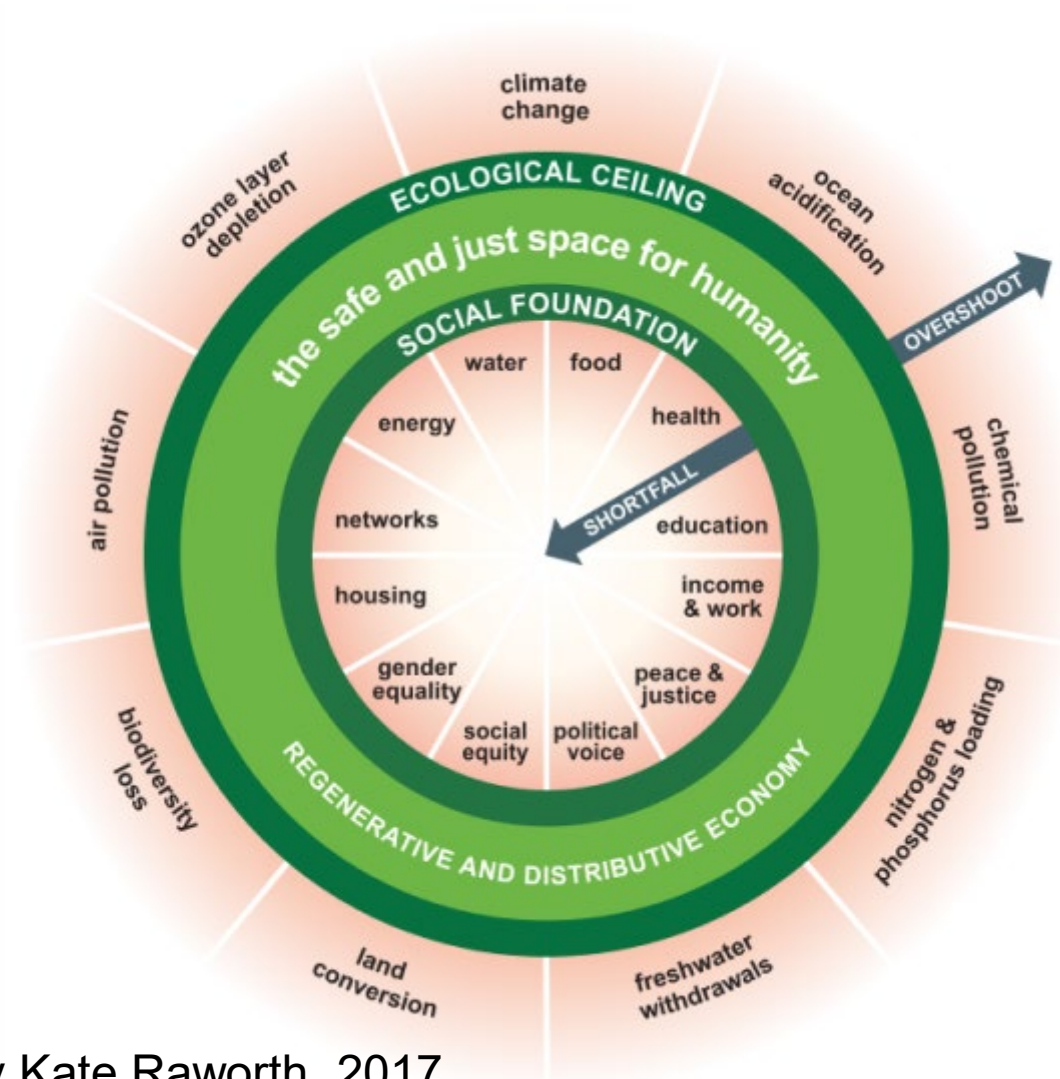 climate
change
ocean
acidification
chemical
pollution
nitrogen &
phosphorus loading
freshwater
withdrawals
land
conversion
biodiversity
loss
air pollution
ozone layer
depletion
ECOLOGICAL CEILING
the safe and just space for humanity
SOCIAL FOUNDATION
OVERSHOOT
SHORTFALL
water
food
health
education
income
& work
peace &
justice
political
voice
social
equity
gender
equality
housing
networks
energy
REGENERATIVE AND DISTRIBUTIVE ECONOMY
Kate Raworth, 2017